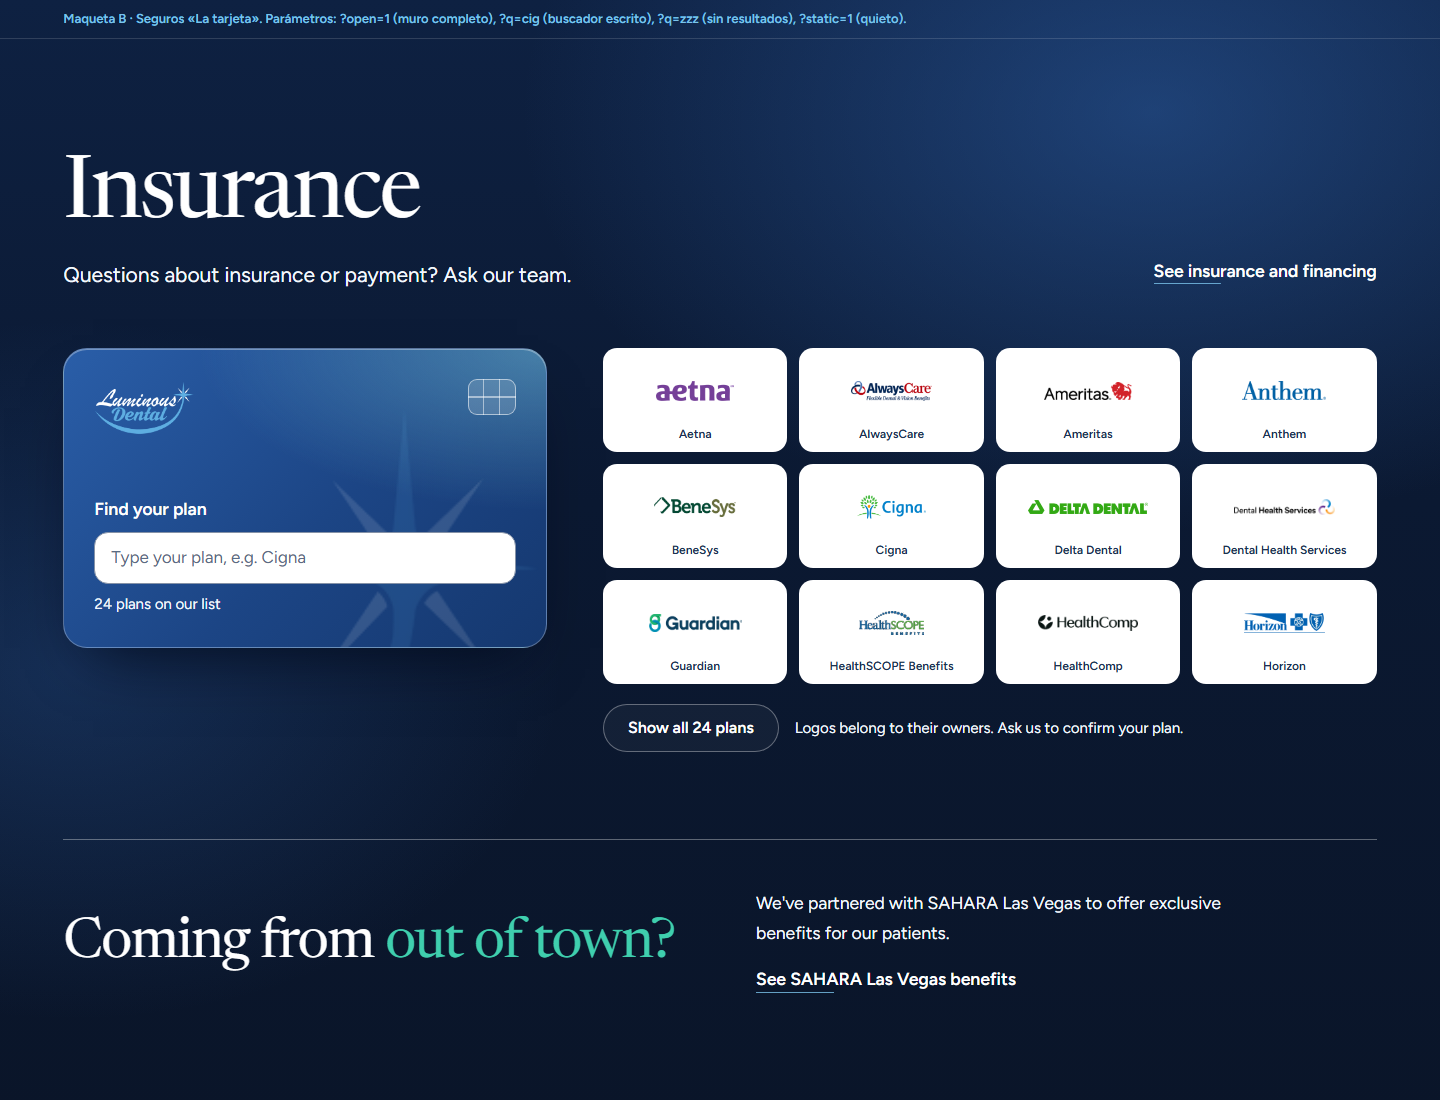 Maqueta B · Seguros «La tarjeta». Parámetros: ?open=1 (muro completo), ?q=cig (buscador escrito), ?q=zzz (sin resultados), ?static=1 (quieto).
Insurance
Questions about insurance or payment? Ask our team.
See insurance and financing
Luminous
Dental
Find your plan
Type your plan, e.g. Cigna
24 plans on our list
aetna™
AlwaysCare
Flexible Dental & Vision Benefits
Ameritas
Anthem
Aetna
AlwaysCare
Ameritas
Anthem
BeneSys
Cigna
DELTA DENTAL
Dental Health Services
BeneSys
Cigna
Delta Dental
Dental Health Services
Guardian
HealthSCOPE
BENEFITS
HealthComp
Horizon
Guardian
HealthSCOPE Benefits
HealthComp
Horizon
Show all 24 plans
Logos belong to their owners. Ask us to confirm your plan.
Coming from out of town?
We've partnered with SAHARA Las Vegas to offer exclusive
benefits for our patients.
See SAHARA Las Vegas benefits